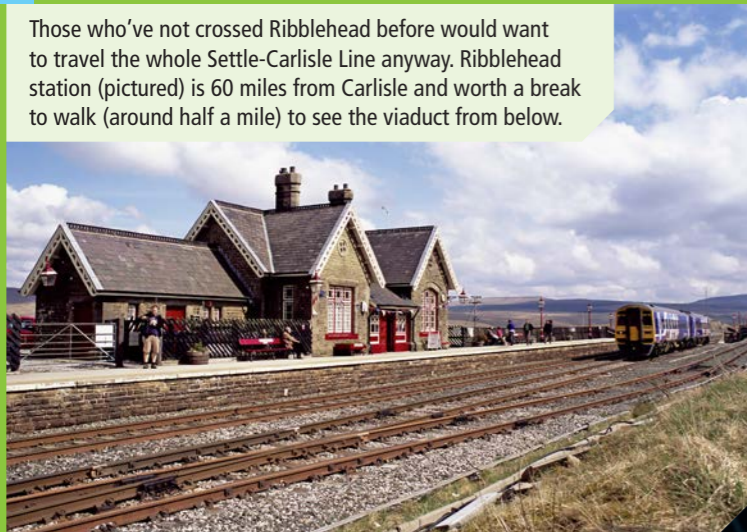 Those who've not crossed Ribblehead before would want
to travel the whole Settle-Carlisle Line anyway. Ribblehead
station (pictured) is 60 miles from Carlisle and worth a break
to walk (around half a mile) to see the viaduct from below.